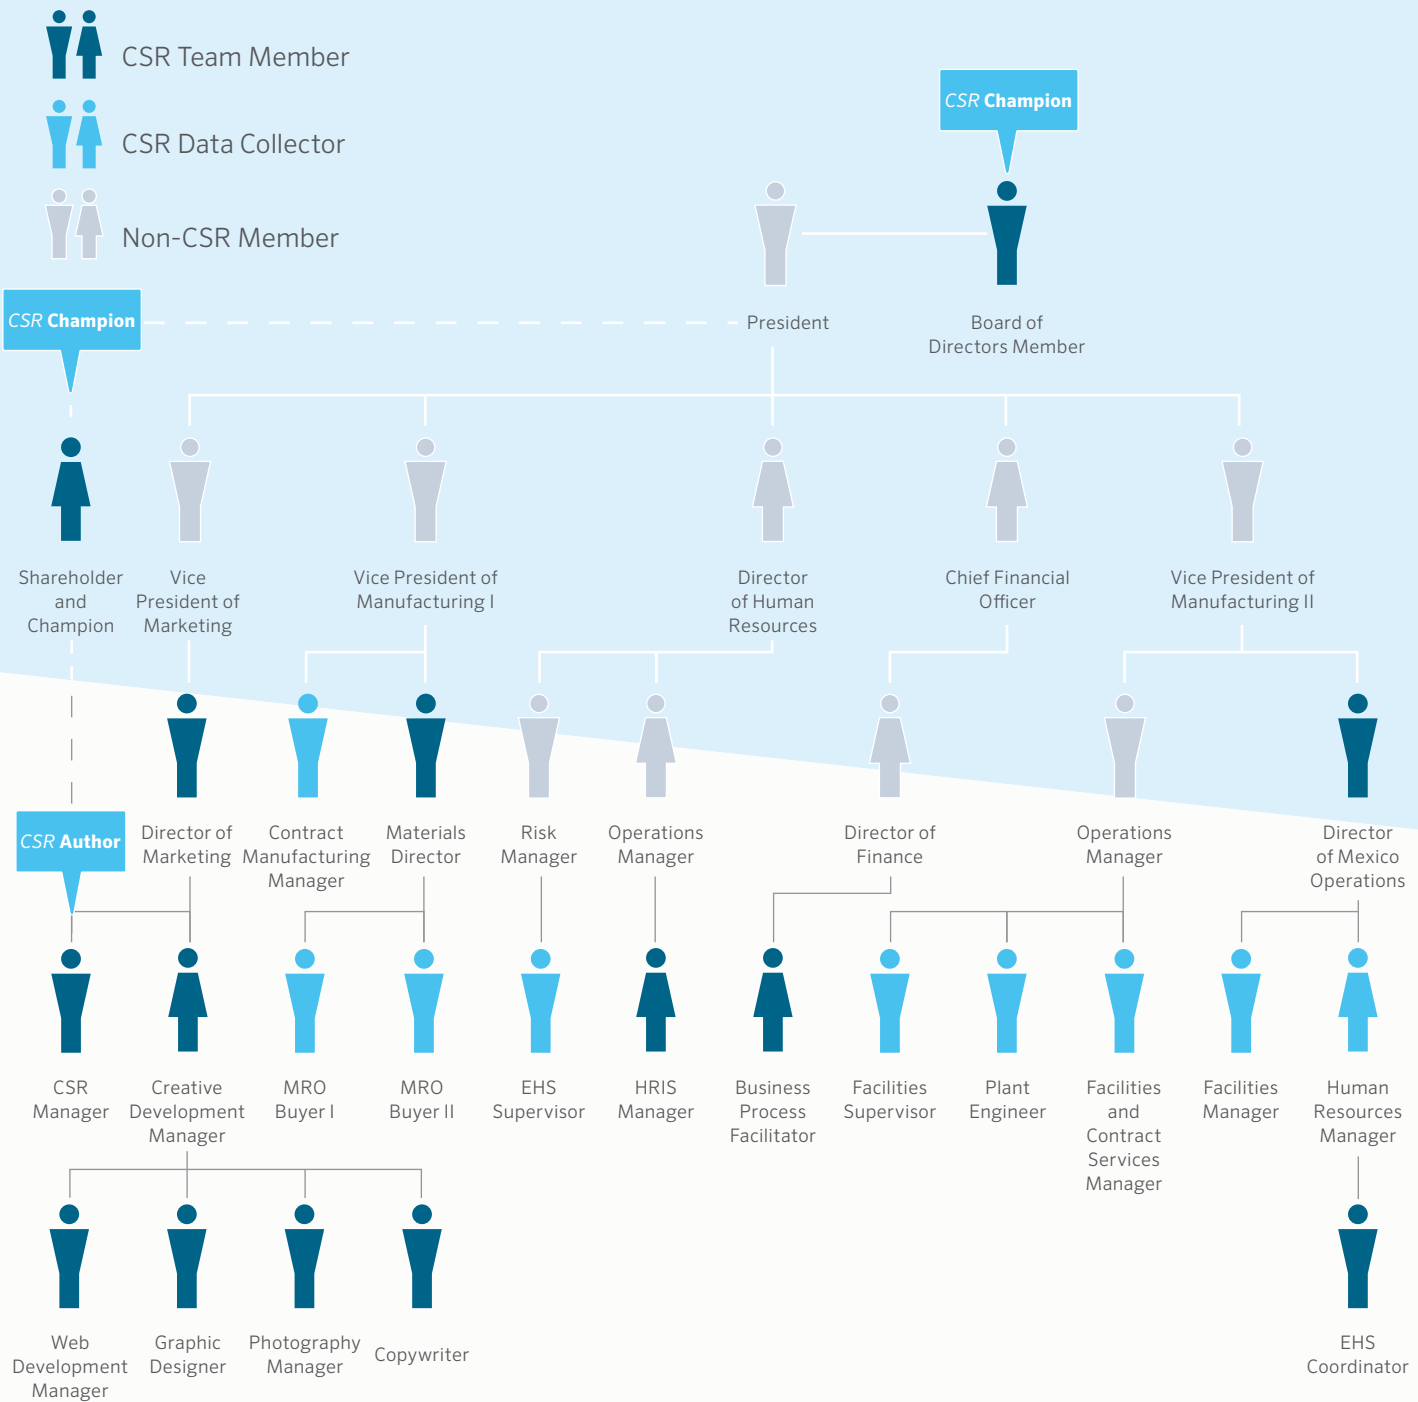 CSR Team Member
CSR Champion
CSR Data Collector
Non-CSR Member
CSR Champion
President
Board of
Directors Member
Shareholder
and
Champion
Vice
President of
Marketing
Vice President of
Manufacturing I
Director
of Human
Resources
Chief Financial
Officer
Vice President of
Manufacturing II
CSR Author
Director of
Marketing
Contract
Manufacturing
Manager
Materials
Director
Risk
Manager
Operations
Manager
Director of
Finance
Operations
Manager
Director
of Mexico
Operations
CSR
Manager
Creative
Development
Manager
MRO
Buyer I
MRO
Buyer II
EHS
Supervisor
HRIS
Manager
Business
Process
Facilitator
Facilities
Supervisor
Plant
Engineer
Facilities
and
Contract
Services
Manager
Facilities
Manager
Human
Resources
Manager
Web
Development
Manager
Graphic
Designer
Photography
Manager
Copywriter
EHS
Coordinator